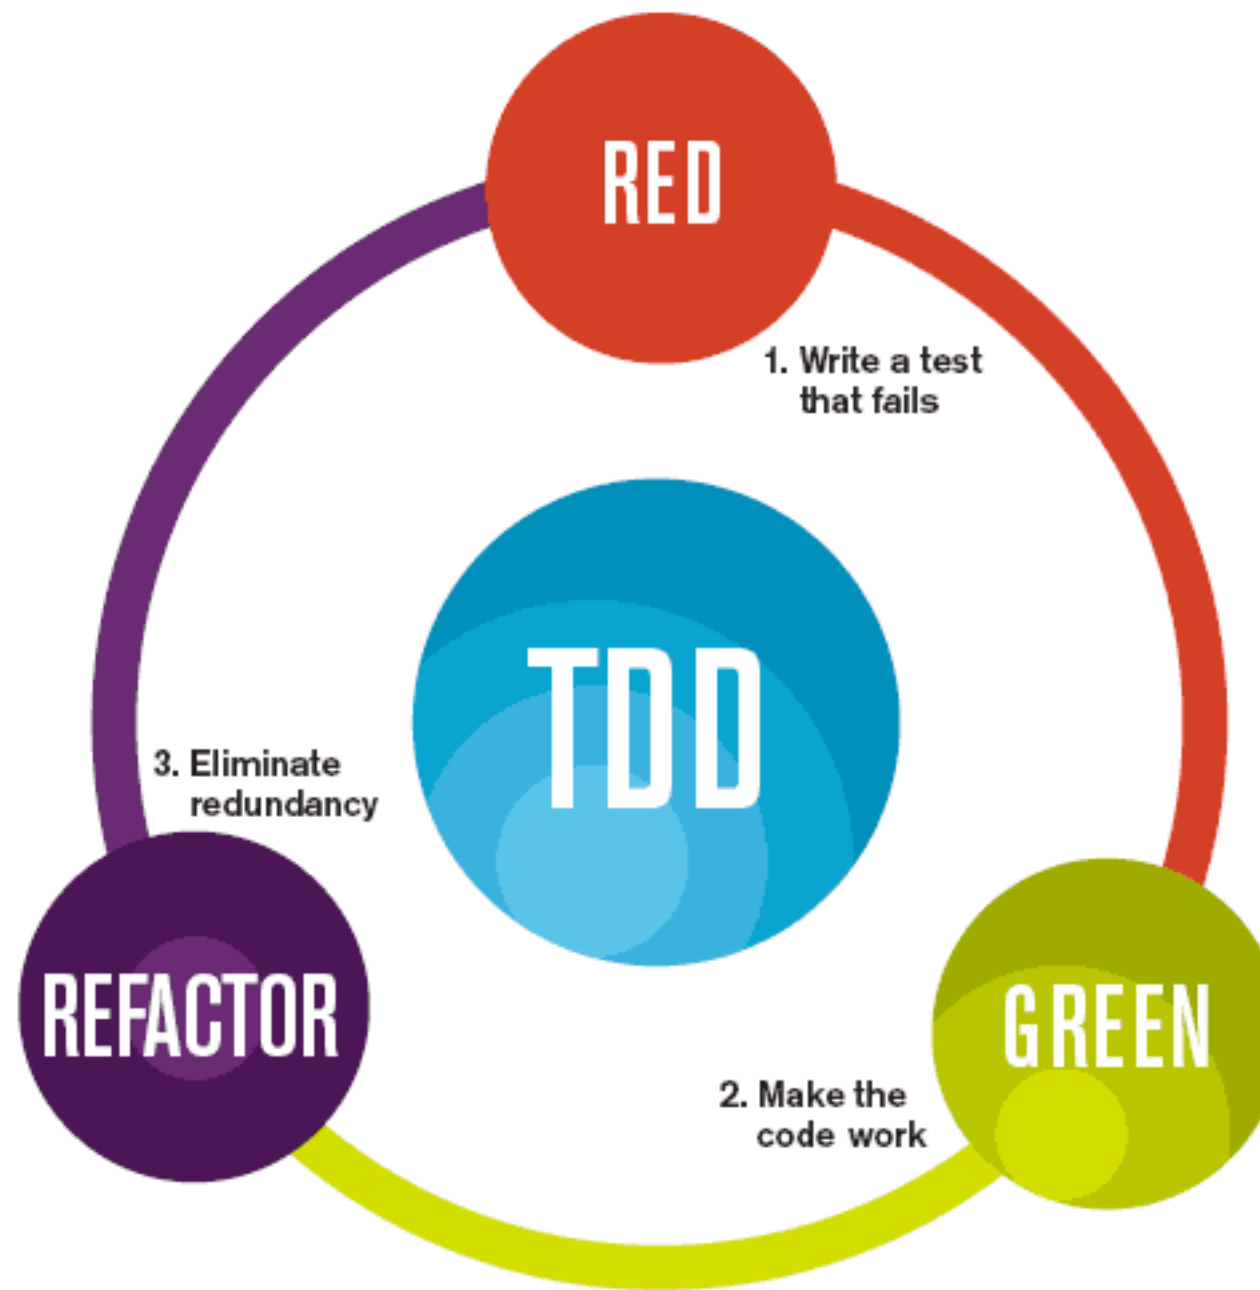 RED
1. Write a test
that fails
TDD
3. Eliminate
redundancy
REFACTOR
GREEN
2. Make the
code work